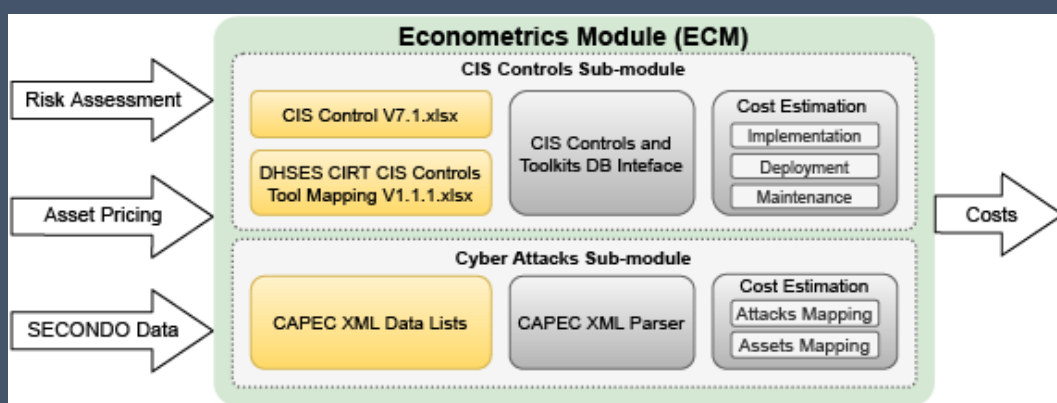 Econometrics Module (ECM)
CIS Controls Sub-module
Risk Assessment
CIS Control V7.1.xlsx
DHSES CIRT CIS Controls
Tool Mapping V1.1.1.xlsx
CIS Controls and
Toolkits DB Inteface
Cost Estimation
Implementation
Deployment
Maintenance
Asset Pricing
Costs
Cyber Attacks Sub-module
SECONDO Data
CAPEC XML Data Lists
CAPEC XML Parser
Cost Estimation
Attacks Mapping
Assets Mapping